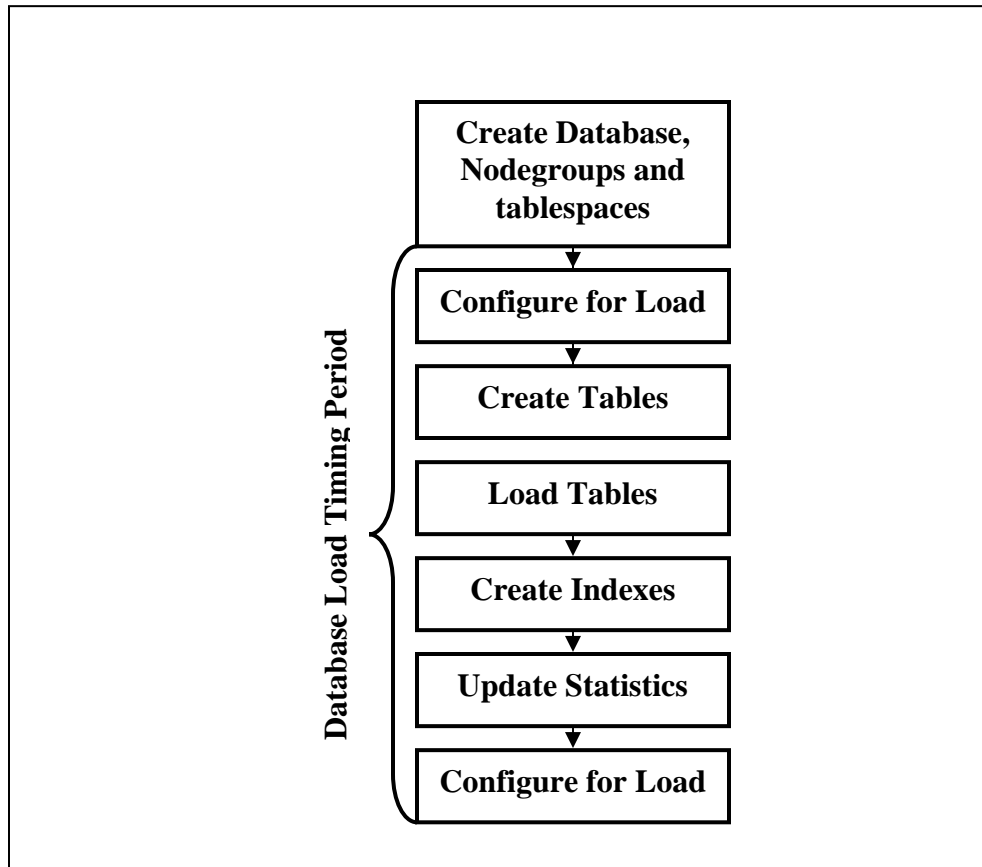 Create Database,
Nodegroups and
tablespaces
Configure for Load
Create Tables
Load Tables
Create Indexes
Update Statistics
Configure for Load
Database Load Timing Period